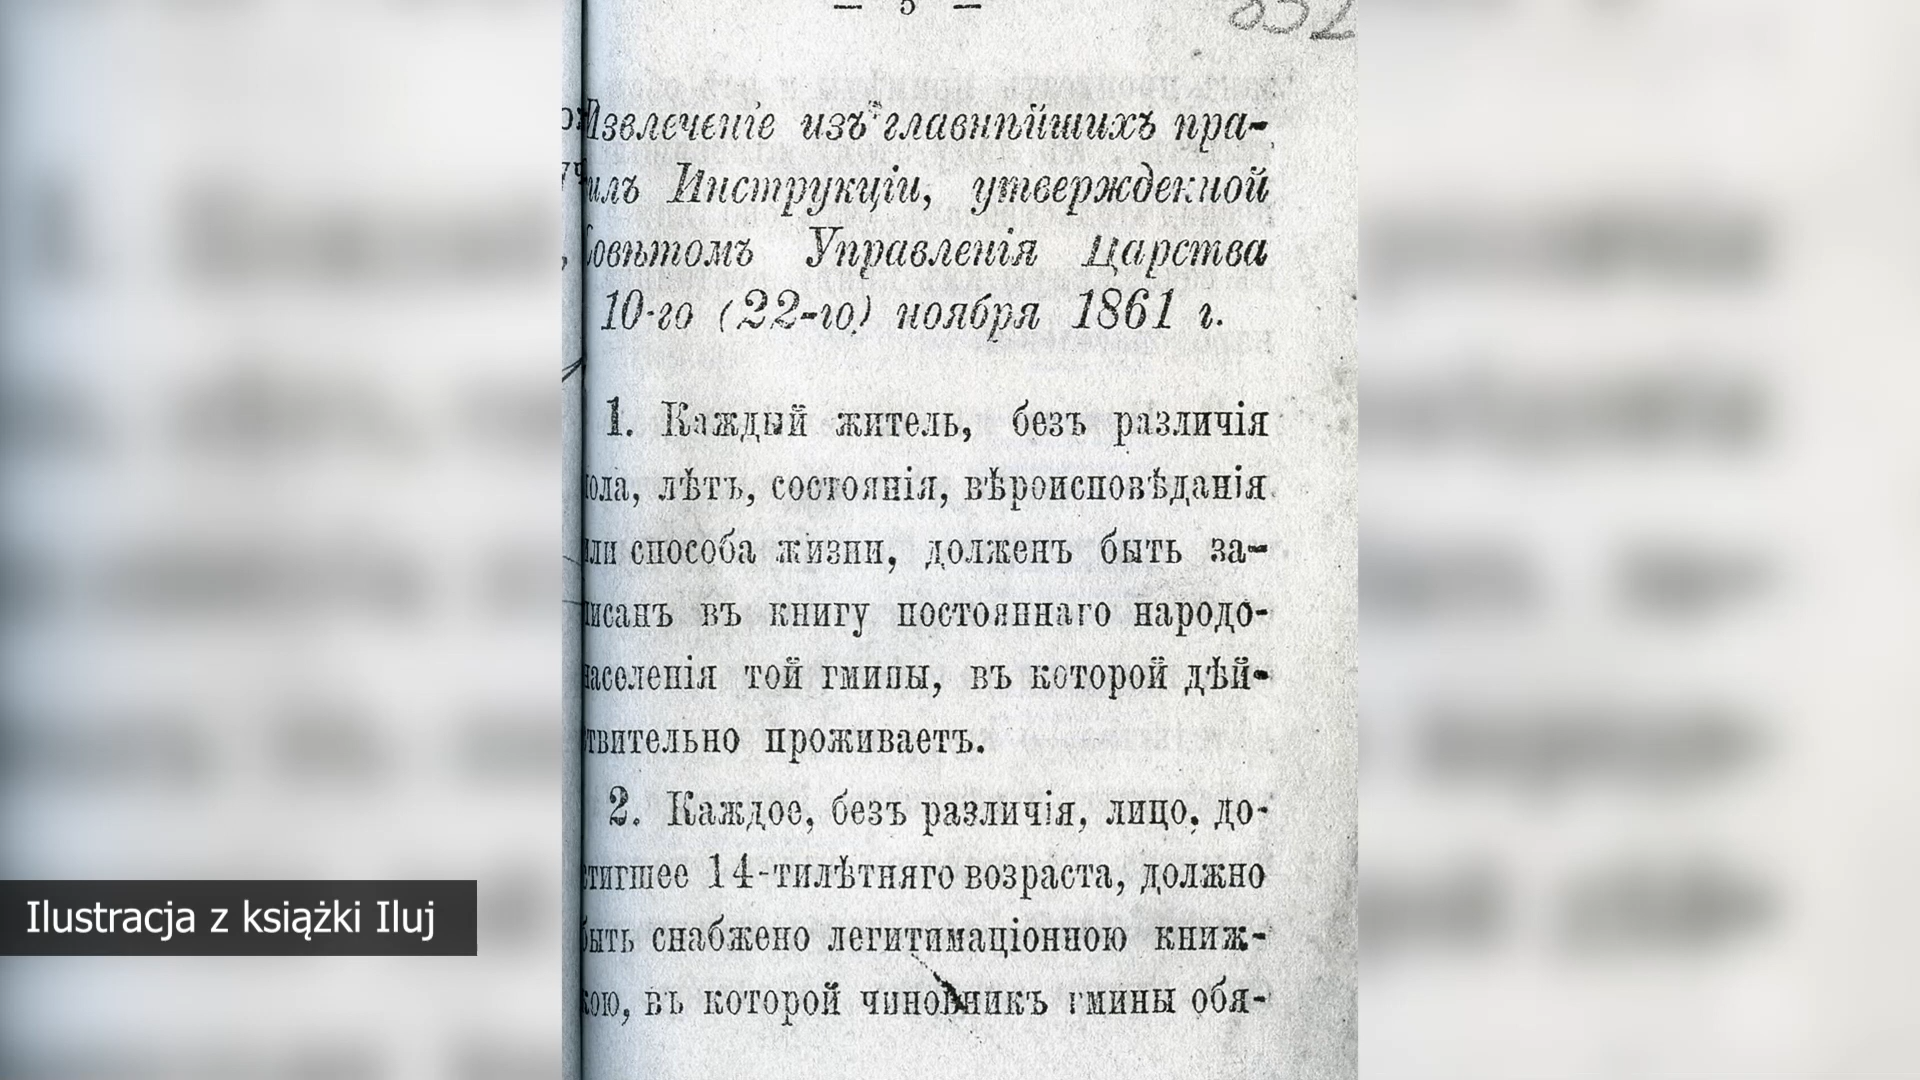 — 5 —
832
Извлеченіе изъ главнѣйшихъ пра-
вилъ Инструкціи, утвержденной
Совѣтомъ Управленія Царства
10-го (22-го) ноября 1861 г.
1. Каждый житель, безъ различія
пола, лѣтъ, состоянія, вѣроисповѣданія
или способа жизни, долженъ быть за-
писанъ въ книгу постояннаго народо-
населенія той гмины, въ которой дѣй-
ствительно проживаетъ.
2. Каждое, безъ различія, лицо, до-
стигшее 14-тилѣтняго возраста, должно
быть снабжено легитимаціонною книж-
кою, въ которой чиновникъ гмины обя-
Ilustracja z książki Iluj